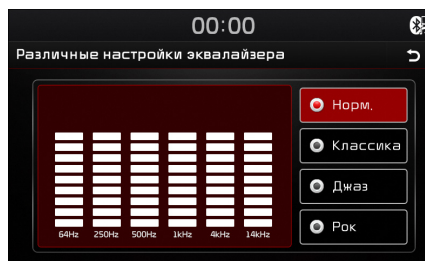 00:00
Различные настройки эквалайзера
Норм.
Классика
Джаз
Рок
64Hz 250Hz 500Hz 1kHz 4kHz 14kHz